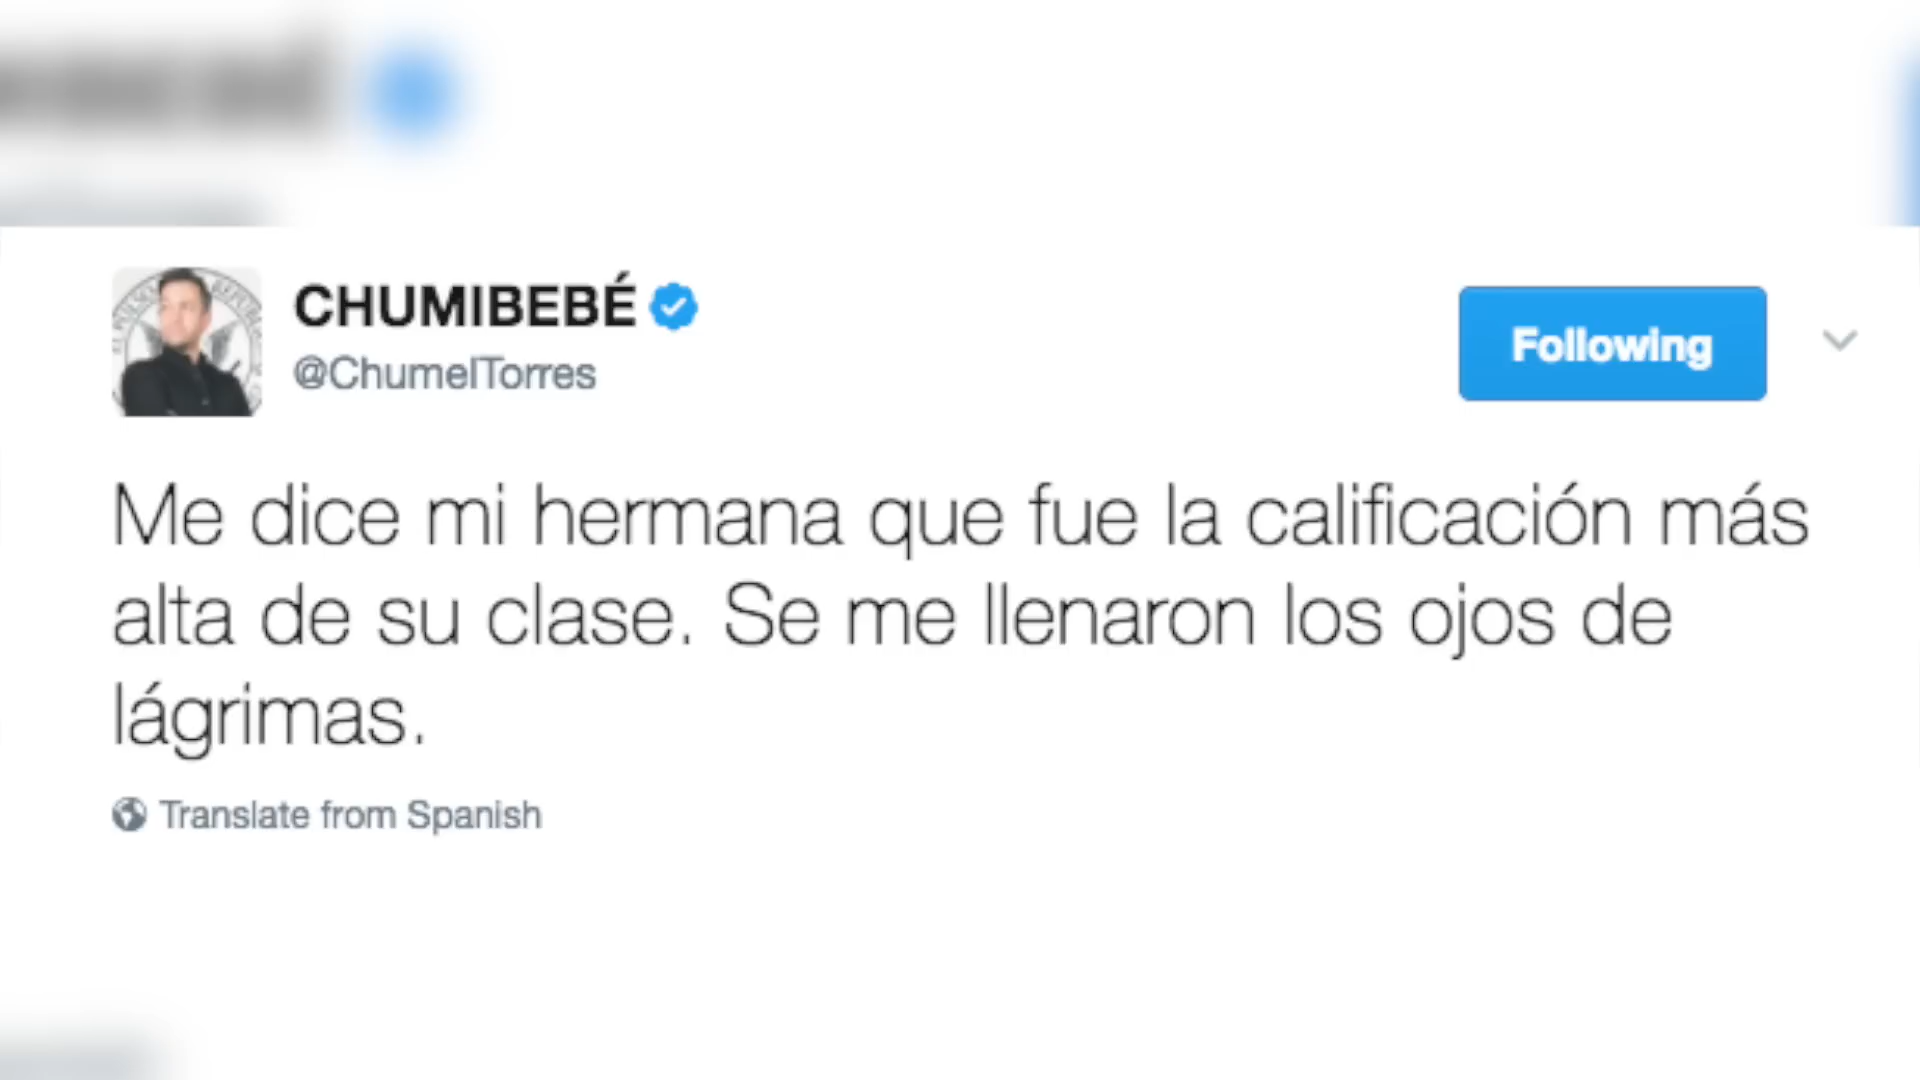 CHUMIBEBÉ
@ChumelTorres
Following
Me dice mi hermana que fue la calificación más
alta de su clase. Se me llenaron los ojos de
lágrimas.
Translate from Spanish